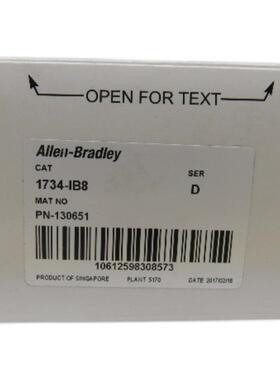 OPEN FOR TEXT
Allen-Bradley
CAT SER
1734-IB8 D
MAT NO
PN-130651
10612598308573
PRODUCT OF SINGAPORE PLANT 5170 DATE 2017/02/16